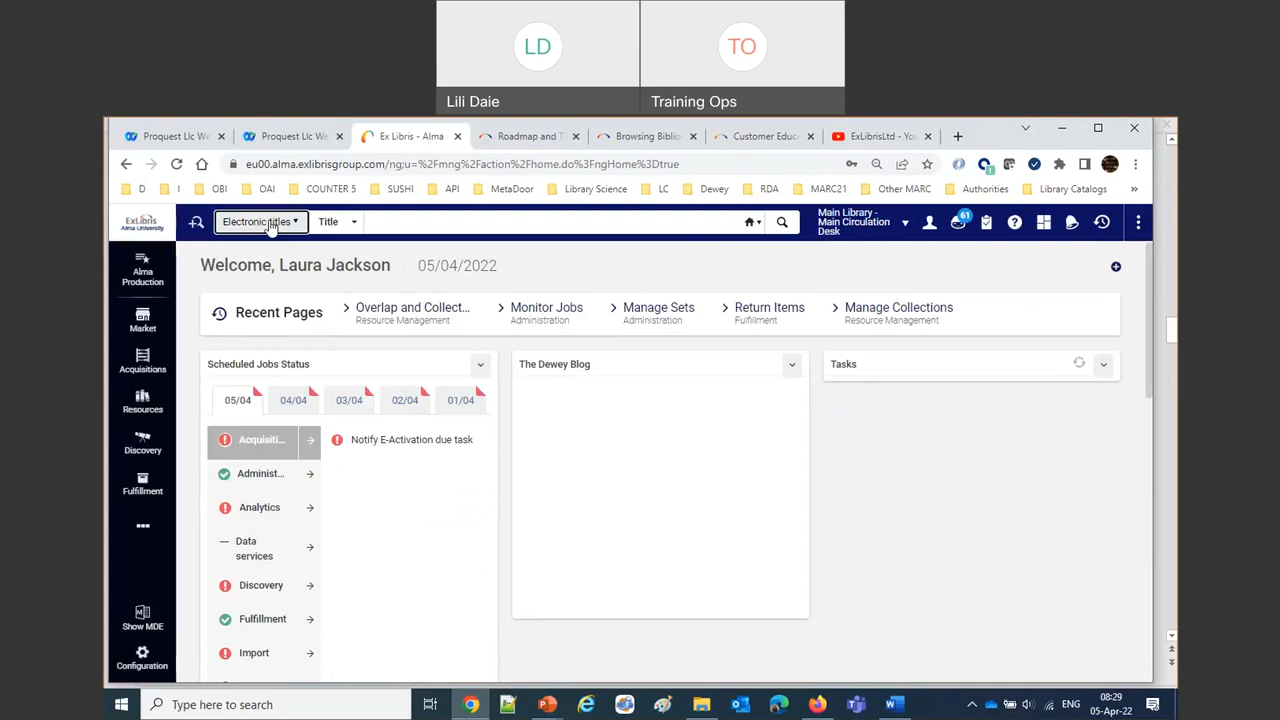 LD
TO
Lili Daie
Training Ops
Proquest Llc We
Proquest Llc We
Ex Libris - Alma
Roadmap and T
Browsing Biblio
Customer Educ
ExLibrisLtd - Yo
eu00.alma.exlibrisgroup.com/ng;u=%2Fmng%2Faction%2Fhome.do%3FngHome%3Dtrue
D
I
OBI
OAI
COUNTER 5
SUSHI
API
MetaDoor
Library Science
LC
Dewey
RDA
MARC21
Other MARC
Authorities
Library Catalogs
ExLibris
Alma University
Electronic titles
Title
Main Library -
Main Circulation
Desk
61
Alma
Production
Market
Acquisitions
Resources
Discovery
Fulfillment
Show MDE
Configuration
Welcome, Laura Jackson
05/04/2022
Recent Pages
Overlap and Collect...
Resource Management
Monitor Jobs
Administration
Manage Sets
Administration
Return Items
Fulfillment
Manage Collections
Resource Management
Scheduled Jobs Status
05/04
04/04
03/04
02/04
01/04
Acquisiti...
Administ...
Analytics
Data
services
Discovery
Fulfillment
Import
Notify E-Activation due task
The Dewey Blog
Tasks
Type here to search
ENG
08:29
05-Apr-22